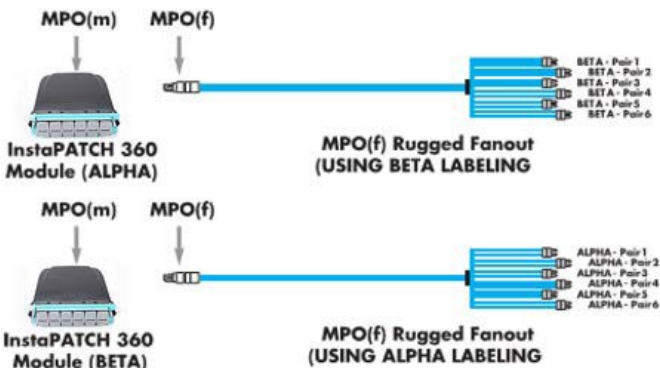 MPO(m) MPO(f)
BETA - Pair1
BETA - Pair2
BETA - Pair3
BETA - Pair4
BETA - Pair5
BETA - Pair6
InstaPATCH 360
Module (ALPHA)
MPO(f) Rugged Fanout
(USING BETA LABELING
MPO(m) MPO(f)
ALPHA - Pair1
ALPHA - Pair2
ALPHA - Pair3
ALPHA - Pair4
ALPHA - Pair5
ALPHA - Pair6
InstaPATCH 360
Module (BETA)
MPO(f) Rugged Fanout
(USING ALPHA LABELING